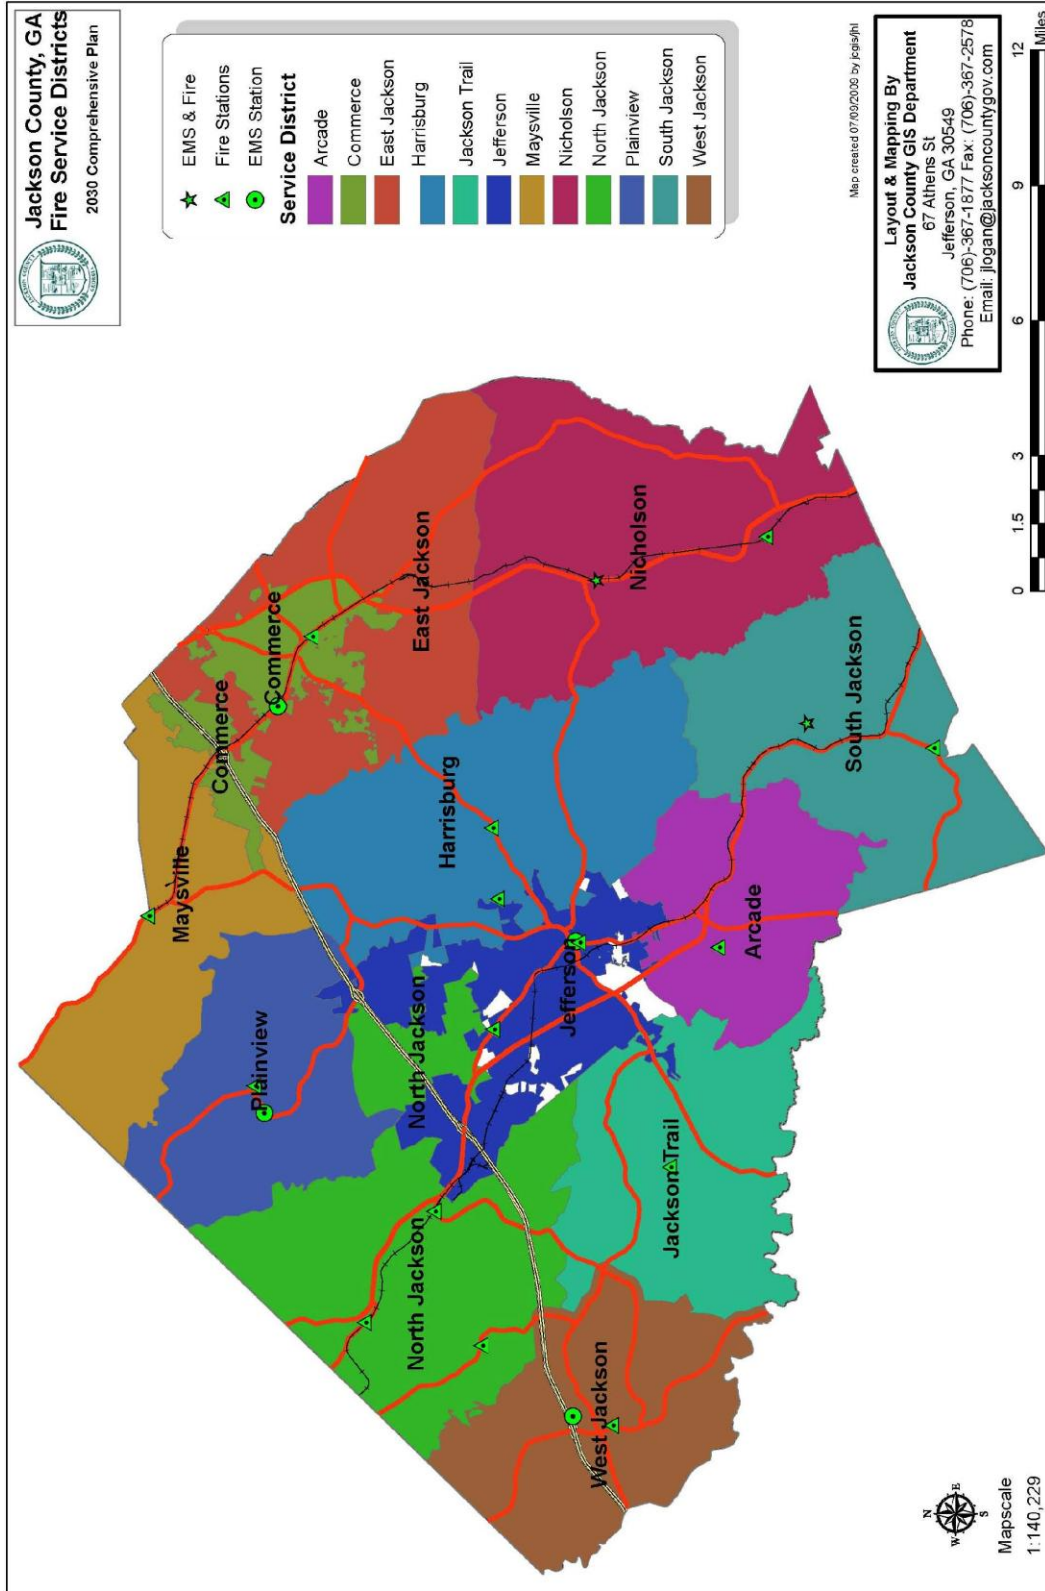 Jackson County, GA
Fire Service Districts
2030 Comprehensive Plan
EMS & Fire
Fire Stations
EMS Station
Service District
Arcade
Commerce
East Jackson
Harrisburg
Jackson Trail
Jefferson
Maysville
Nicholson
North Jackson
Plainview
South Jackson
West Jackson
Maysville
Commerce
Commerce
Plainview
North Jackson
North Jackson
Harrisburg
East Jackson
Jefferson
West Jackson
Jackson Trail
Nicholson
Arcade
South Jackson
Map created 07/09/2009 by jcgis/jhl
Layout & Mapping By
Jackson County GIS Department
67 Athens St
Jefferson, GA 30549
Phone: (706)-367-1877 Fax: (706)-367-2578
Email: jlogan@jacksoncountygov.com
N
W E
S
Mapscale
1:140,229
0 1.5 3 6 9 12
Miles